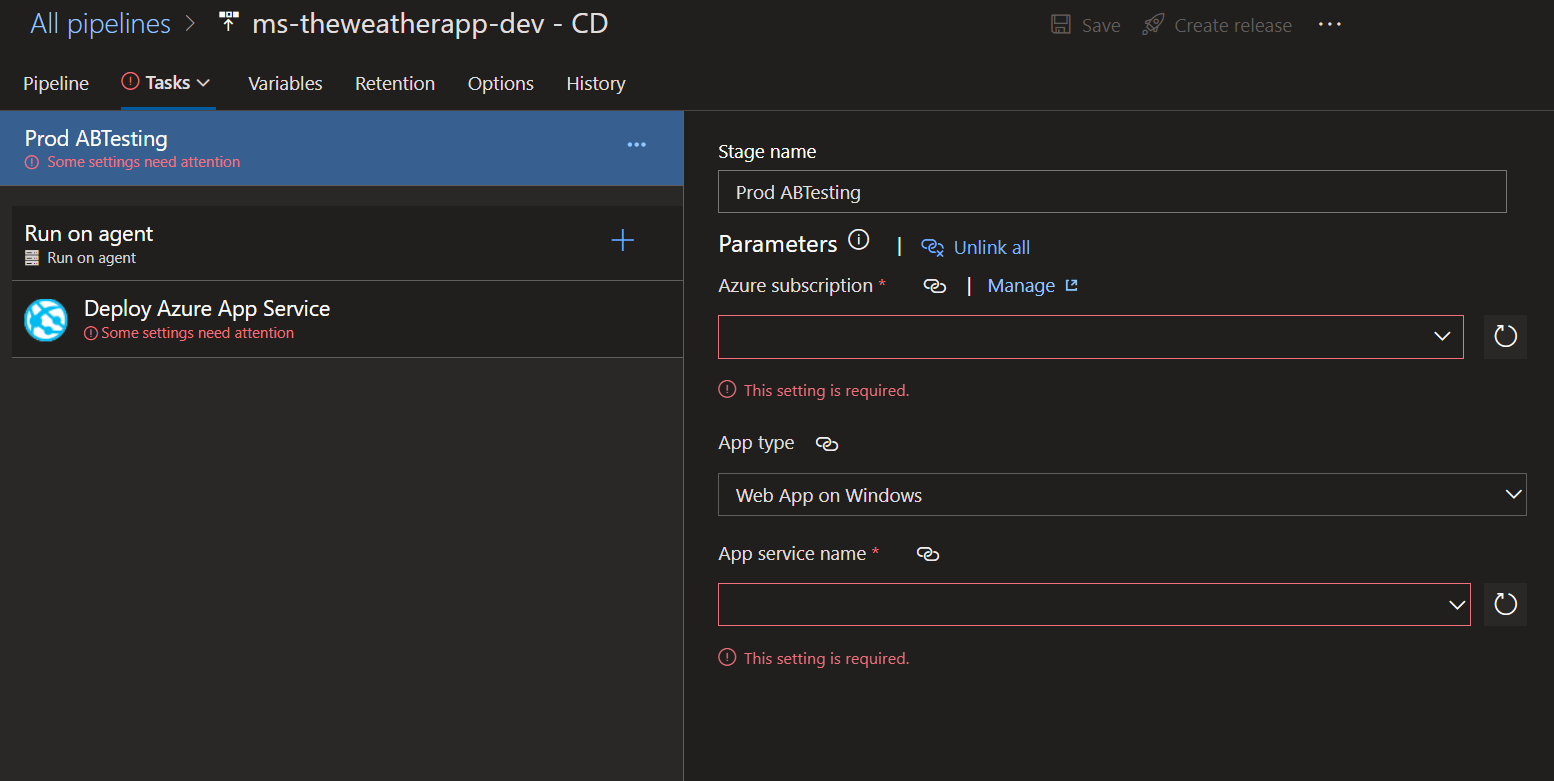 All pipelines > ms-theweatherapp-dev - CD
Save Create release ...
Pipeline Tasks Variables Retention Options History
Prod ABTesting
Some settings need attention
Run on agent
Run on agent
Deploy Azure App Service
Some settings need attention
Stage name
Prod ABTesting
Parameters | Unlink all
Azure subscription * | Manage
This setting is required.
App type
Web App on Windows
App service name *
This setting is required.